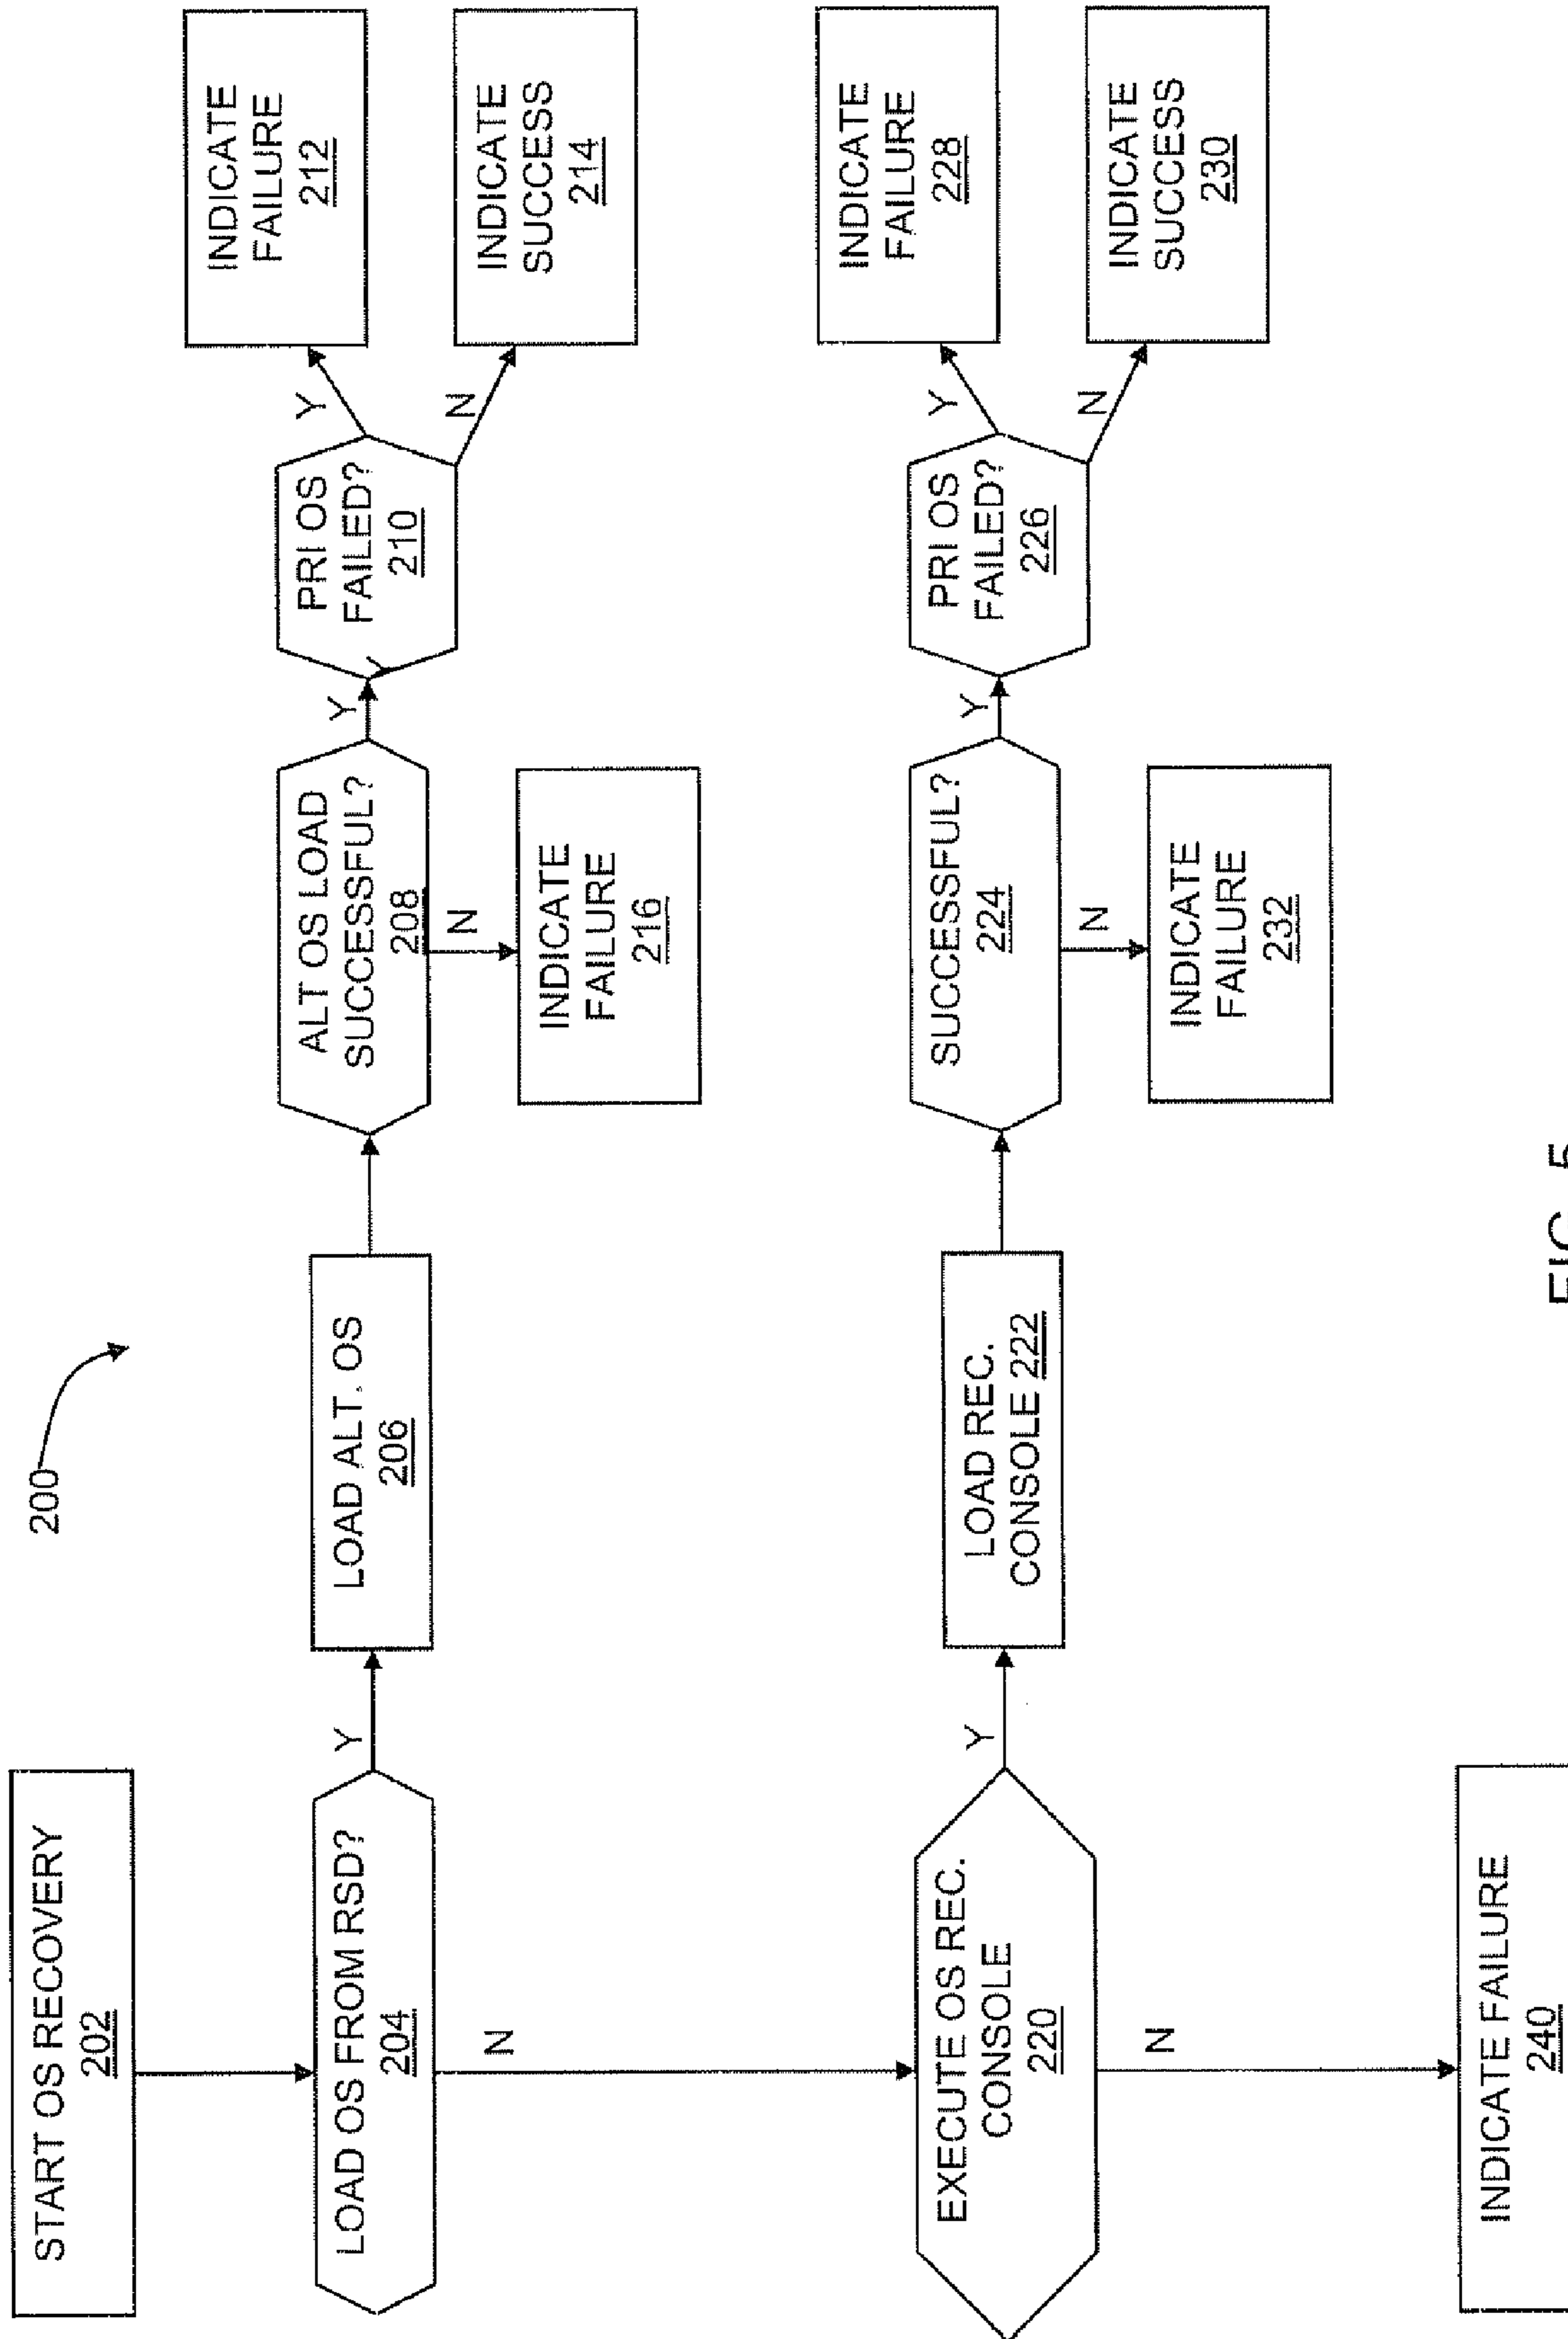 200
START OS RECOVERY
202
LOAD OS FROM RSD?
204
Y
N
LOAD ALT. OS
206
ALT OS LOAD
SUCCESSFUL?
208
Y
N
INDICATE
FAILURE
216
Y
PRI OS
FAILED?
210
Y
N
INDICATE
FAILURE
212
INDICATE
SUCCESS
214
EXECUTE OS REC.
CONSOLE
220
Y
N
LOAD REC.
CONSOLE 222
SUCCESSFUL?
224
Y
N
INDICATE
FAILURE
232
PRI OS
FAILED?
226
Y
N
INDICATE
FAILURE
228
INDICATE
SUCCESS
230
INDICATE FAILURE
240
FIG. 5